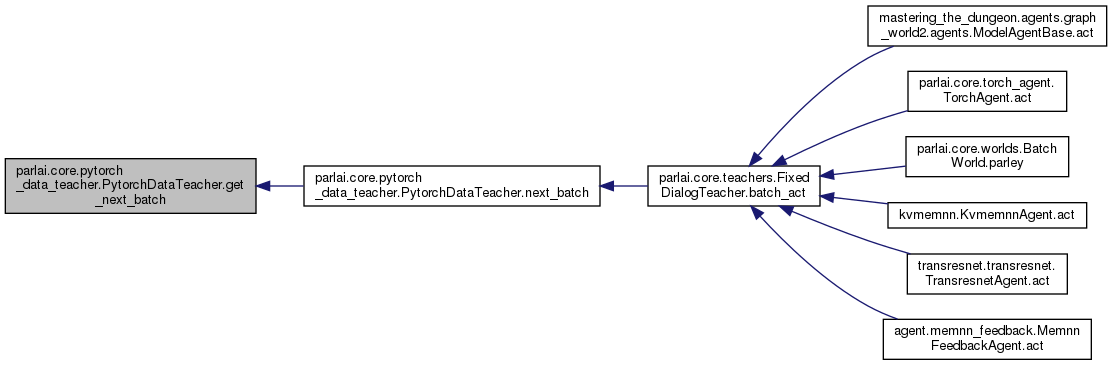 parlai.core.pytorch
_data_teacher.PytorchDataTeacher.get
_next_batch
parlai.core.pytorch
_data_teacher.PytorchDataTeacher.next_batch
parlai.core.teachers.Fixed
DialogTeacher.batch_act
mastering_the_dungeon.agents.graph
_world2.agents.ModelAgentBase.act
parlai.core.torch_agent.
TorchAgent.act
parlai.core.worlds.Batch
World.parley
kvmemnn.KvmemnnAgent.act
transresnet.transresnet.
TransresnetAgent.act
agent.memnn_feedback.Memnn
FeedbackAgent.act